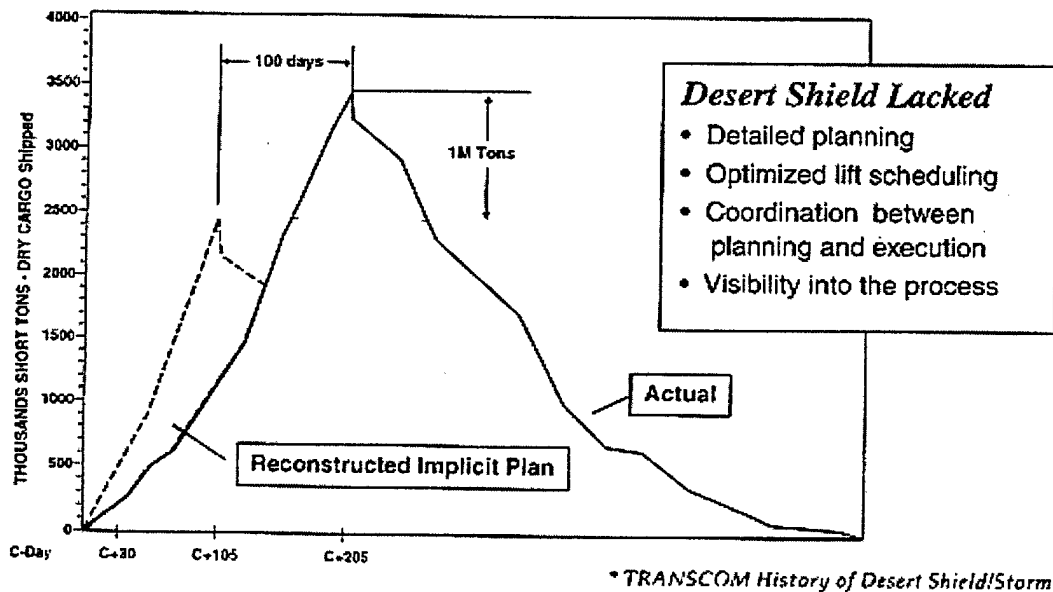 4000
3500
3000
2500
2000
1500
1000
500
0
THOUSANDS SHORT TONS - DRY CARGO Shipped
100 days
1M Tons
Desert Shield Lacked
• Detailed planning
• Optimized lift scheduling
• Coordination between
planning and execution
• Visibility into the process
Actual
Reconstructed Implicit Plan
C-Day
C+30
C+105
C+205
* TRANSCOM History of Desert Shield/Storm